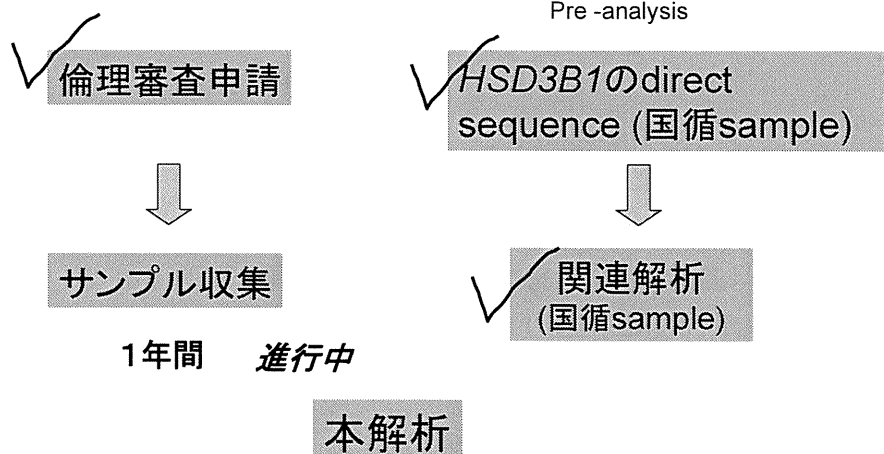 Pre -analysis
倫理審査申請
HSD3B1のdirect
sequence (国循sample)
サンプル収集
関連解析
(国循sample)
1年間 進行中
本解析